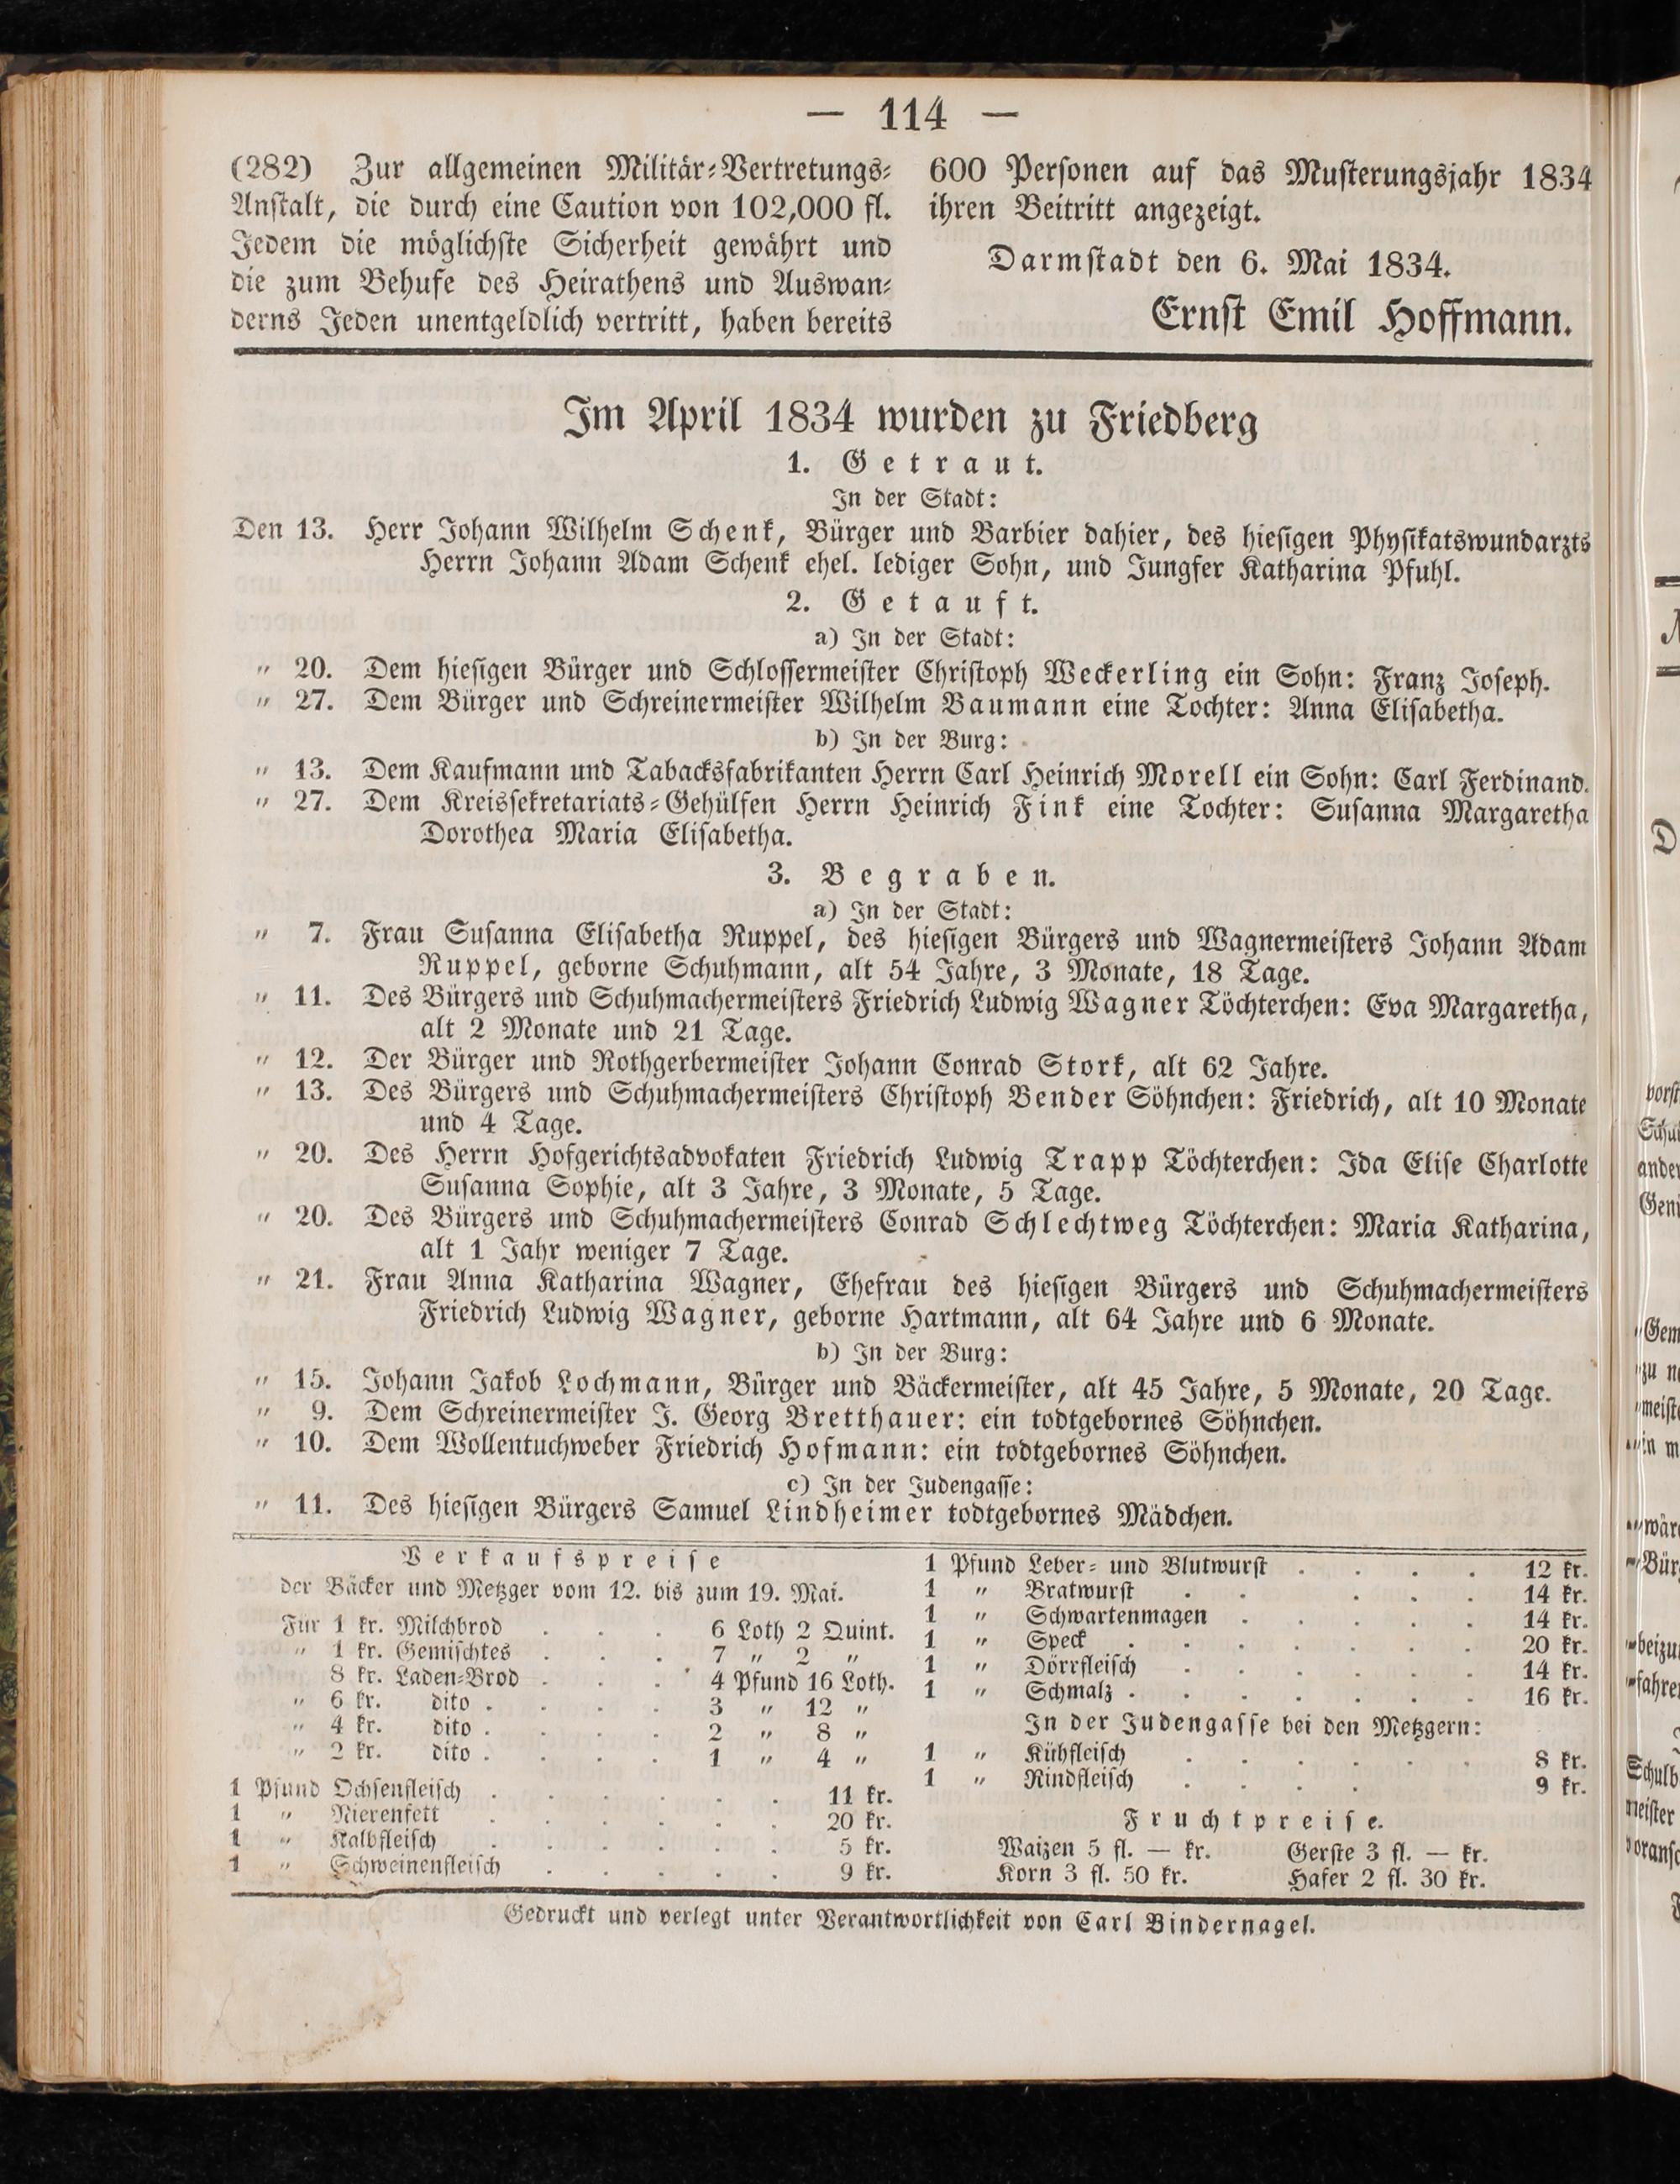 — 114 —
(282) Zur allgemeinen Militär-Vertretungs-
Anstalt, die durch eine Caution von 102,000 fl.
Jedem die möglichste Sicherheit gewährt und
die zum Behufe des Heirathens und Auswan-
derns Jeden unentgeldlich vertritt, haben bereits
600 Personen auf das Musterungsjahr 1834
ihren Beitritt angezeigt.
Darmstadt den 6. Mai 1834.
Ernst Emil Hoffmann.
Im April 1834 wurden zu Friedberg
1. Getraut.
In der Stadt:
Den 13. Herr Johann Wilhelm Schenk, Bürger und Barbier dahier, des hiesigen Physikatswundarzts
Herrn Johann Adam Schenk ehel. lediger Sohn, und Jungfer Katharina Pfuhl.
2. Getauft.
a) In der Stadt:
" 20. Dem hiesigen Bürger und Schlossermeister Christoph Weckerling ein Sohn: Franz Joseph.
" 27. Dem Bürger und Schreinermeister Wilhelm Baumann eine Tochter: Anna Elisabetha.
b) In der Burg:
" 13. Dem Kaufmann und Tabacksfabrikanten Herrn Carl Heinrich Morell ein Sohn: Carl Ferdinand.
" 27. Dem Kreissekretariats-Gehülfen Herrn Heinrich Fink eine Tochter: Susanna Margaretha
Dorothea Maria Elisabetha.
3. Begraben.
a) In der Stadt:
" 7. Frau Susanna Elisabetha Ruppel, des hiesigen Bürgers und Wagnermeisters Johann Adam
Ruppel, geborne Schuhmann, alt 54 Jahre, 3 Monate, 18 Tage.
" 11. Des Bürgers und Schuhmachermeisters Friedrich Ludwig Wagner Töchterchen: Eva Margaretha,
alt 2 Monate und 21 Tage.
" 12. Der Bürger und Rothgerbermeister Johann Conrad Stork, alt 62 Jahre.
" 13. Des Bürgers und Schuhmachermeisters Christoph Bender Söhnchen: Friedrich, alt 10 Monate
und 4 Tage.
" 20. Des Herrn Hofgerichtsadvokaten Friedrich Ludwig Trapp Töchterchen: Ida Elise Charlotte
Susanna Sophie, alt 3 Jahre, 3 Monate, 5 Tage.
" 20. Des Bürgers und Schuhmachermeisters Conrad Schlechtweg Töchterchen: Maria Katharina,
alt 1 Jahr weniger 7 Tage.
" 21. Frau Anna Katharina Wagner, Ehefrau des hiesigen Bürgers und Schuhmachermeisters
Friedrich Ludwig Wagner, geborne Hartmann, alt 64 Jahre und 6 Monate.
b) In der Burg:
" 15. Johann Jakob Lochmann, Bürger und Bäckermeister, alt 45 Jahre, 5 Monate, 20 Tage.
" 9. Dem Schreinermeister J. Georg Bretthauer: ein todtgebornes Söhnchen.
" 10. Dem Wollentuchweber Friedrich Hofmann: ein todtgebornes Söhnchen.
c) In der Judengasse:
" 11. Des hiesigen Bürgers Samuel Lindheimer todtgebornes Mädchen.
Verkaufspreise
der Bäcker und Metzger vom 12. bis zum 19. Mai.
Für 1 kr. Milchbrod . . . 6 Loth 2 Quint.
" 1 kr. Gemischtes . . . 7 " 2 "
8 kr. Laden-Brod . . . 4 Pfund 16 Loth.
" 6 kr. dito . . . . 3 " 12 "
" 4 kr. dito . . . . 2 " 8 "
" 2 kr. dito . . . . 1 " 4 "
1 Pfund Ochsenfleisch . . . . . . 11 kr.
1 " Nierenfett . . . . . . 20 kr.
1 " Kalbfleisch . . . . . . 5 kr.
1 " Schweinenfleisch . . . . . 9 kr.
1 Pfund Leber- und Blutwurst . . . . 12 kr.
1 " Bratwurst . . . . . 14 kr.
1 " Schwartenmagen . . . . . 14 kr.
1 " Speck . . . . . . . 20 kr.
1 " Dörrfleisch . . . . . . 14 kr.
1 " Schmalz . . . . . . . 16 kr.
In der Judengasse bei den Metzgern:
1 " Kühfleisch . . . . . . 8 kr.
1 " Rindfleisch . . . . 9 kr.
Fruchtpreise.
Waizen 5 fl. — kr. Gerste 3 fl. — kr.
Korn 3 fl. 50 kr. Hafer 2 fl. 30 kr.
Gedruckt und verlegt unter Verantwortlichkeit von Carl Bindernagel.